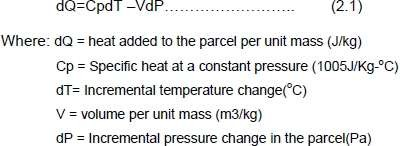 dQ=CpdT –VdP………………………. (2.1)
Where: dQ = heat added to the parcel per unit mass (J/kg)
Cp = Specific heat at a constant pressure (1005J/Kg-°C)
dT= Incremental temperature change(°C)
V = volume per unit mass (m3/kg)
dP = Incremental pressure change in the parcel(Pa)